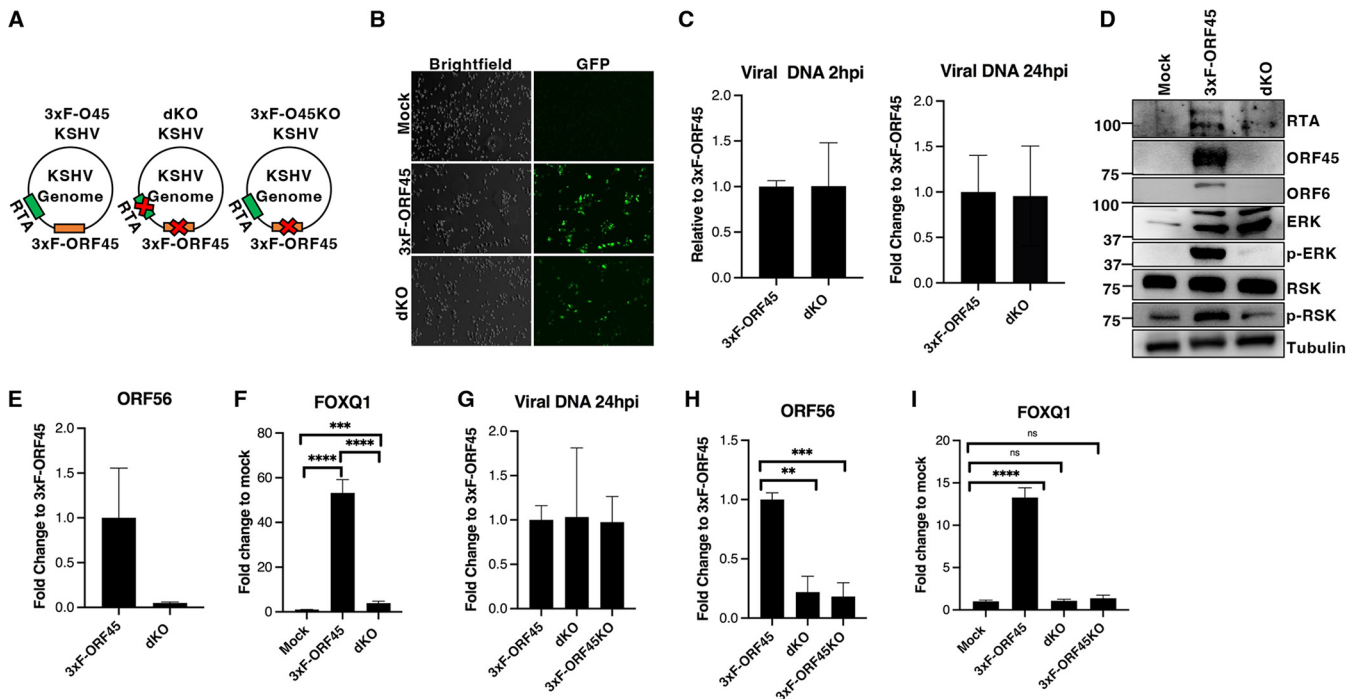 A
3xF-O45
KSHV
dKO
KSHV
3xF-O45KO
KSHV
KSHV
Genome
RTA
3xF-ORF45
KSHV
Genome
RTA
3xF-ORF45
KSHV
Genome
RTA
3xF-ORF45
B
Brightfield
GFP
Mock
3xF-ORF45
dKO
C
Viral DNA 2hpi
Relative to 3xF-ORF45
2.0
1.5
1.0
0.5
0.0
3xF-ORF45
dKO
Viral DNA 24hpi
Fold Change to 3xF-ORF45
2.0
1.5
1.0
0.5
0.0
3xF-ORF45
dKO
D
Mock
3xF-ORF45
dKO
100
RTA
ORF45
75
ORF6
100
ERK
37
p-ERK
37
75
RSK
75
p-RSK
Tubulin
E
ORF56
Fold Change to 3xF-ORF45
2.0
1.5
1.0
0.5
0.0
3xF-ORF45
dKO
F
FOXQ1
Fold change to mock
80
60
40
20
0
***
****
****
Mock
3xF-ORF45
dKO
G
Viral DNA 24hpi
Fold Change to 3xF-ORF45
2.0
1.5
1.0
0.5
0.0
3xF-ORF45
dKO
3xF-ORF45KO
H
ORF56
Fold Change to 3xF-ORF45
1.5
1.0
0.5
0.0
***
**
3xF-ORF45
dKO
3xF-ORF45KO
I
FOXQ1
Fold change to mock
20
15
10
5
0
ns
ns
****
Mock
3xF-ORF45
dKO
3xF-ORF45KO